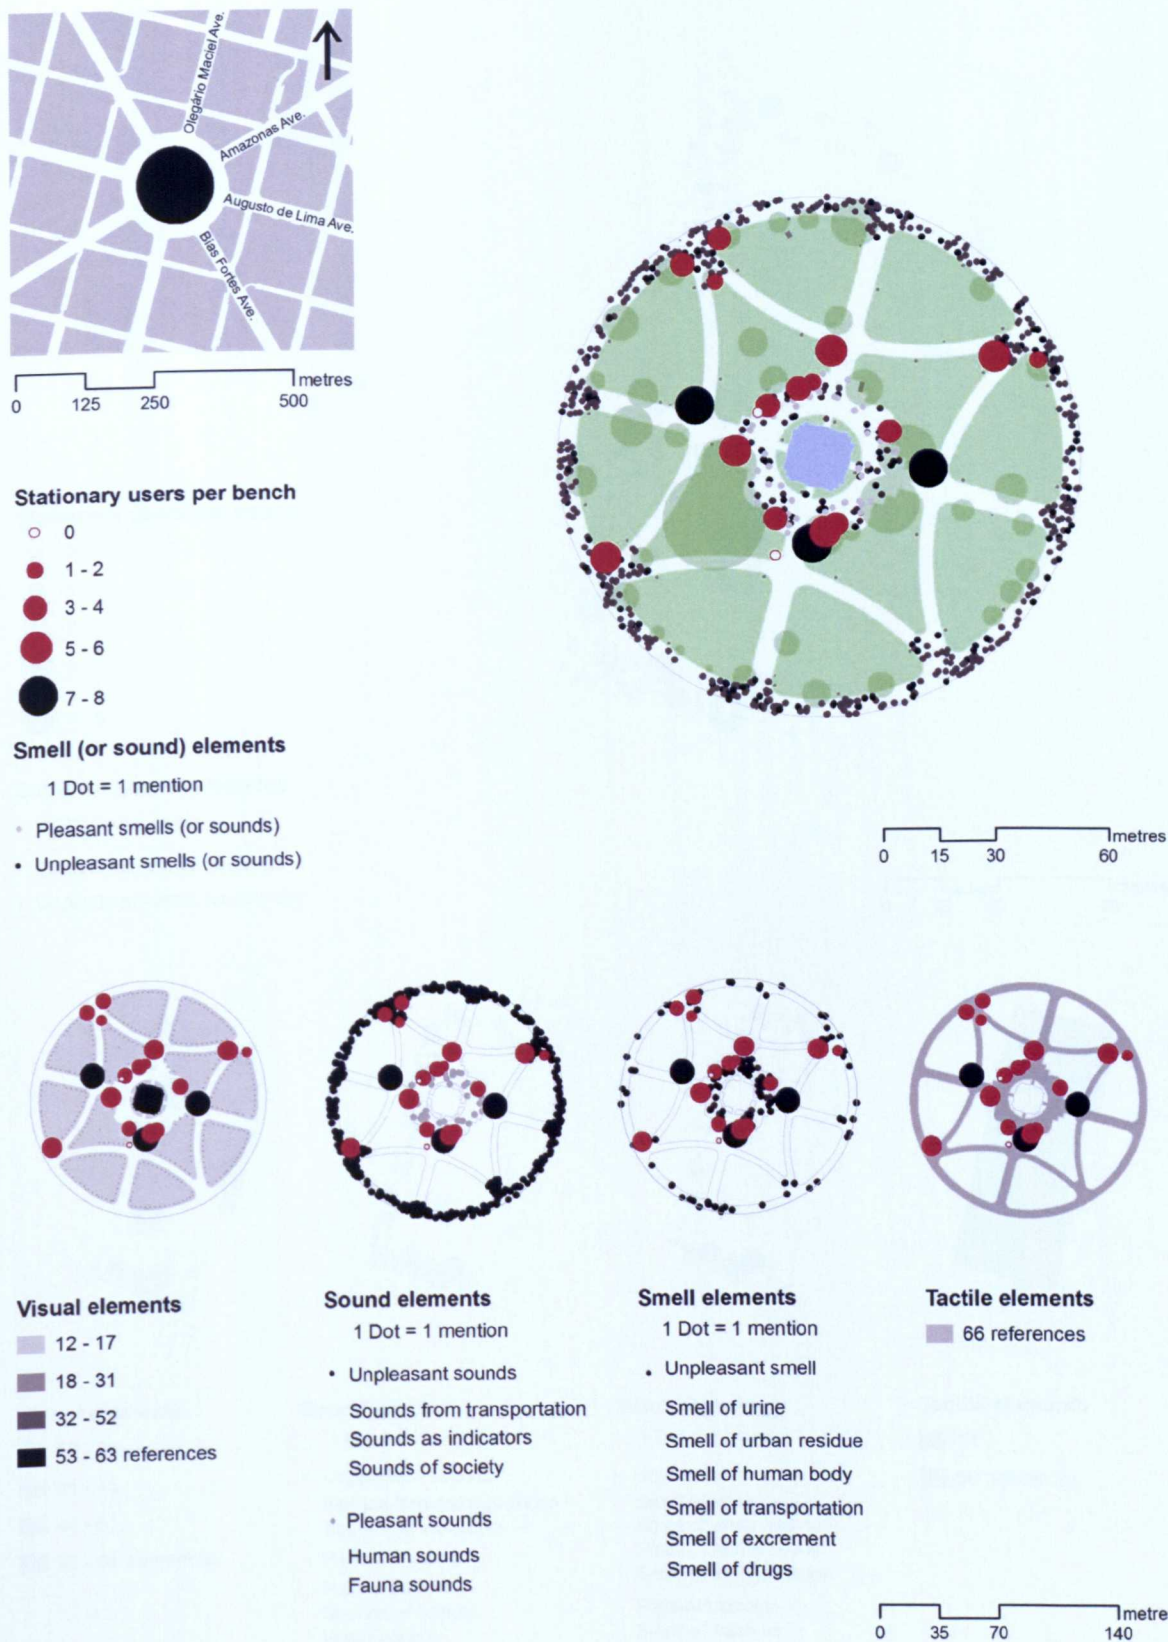 Olegário Maciel Ave.
Amazonas Ave.
Augusto de Lima Ave.
Bias Fortes Ave.
metres
0 125 250 500
Stationary users per bench
0
1 - 2
3 - 4
5 - 6
7 - 8
Smell (or sound) elements
1 Dot = 1 mention
Pleasant smells (or sounds)
Unpleasant smells (or sounds)
metres
0 15 30 60
Visual elements
12 - 17
18 - 31
32 - 52
53 - 63 references
Sound elements
1 Dot = 1 mention
Unpleasant sounds
Sounds from transportation
Sounds as indicators
Sounds of society
Pleasant sounds
Human sounds
Fauna sounds
Smell elements
1 Dot = 1 mention
Unpleasant smell
Smell of urine
Smell of urban residue
Smell of human body
Smell of transportation
Smell of excrement
Smell of drugs
Tactile elements
66 references
metre
0 35 70 140